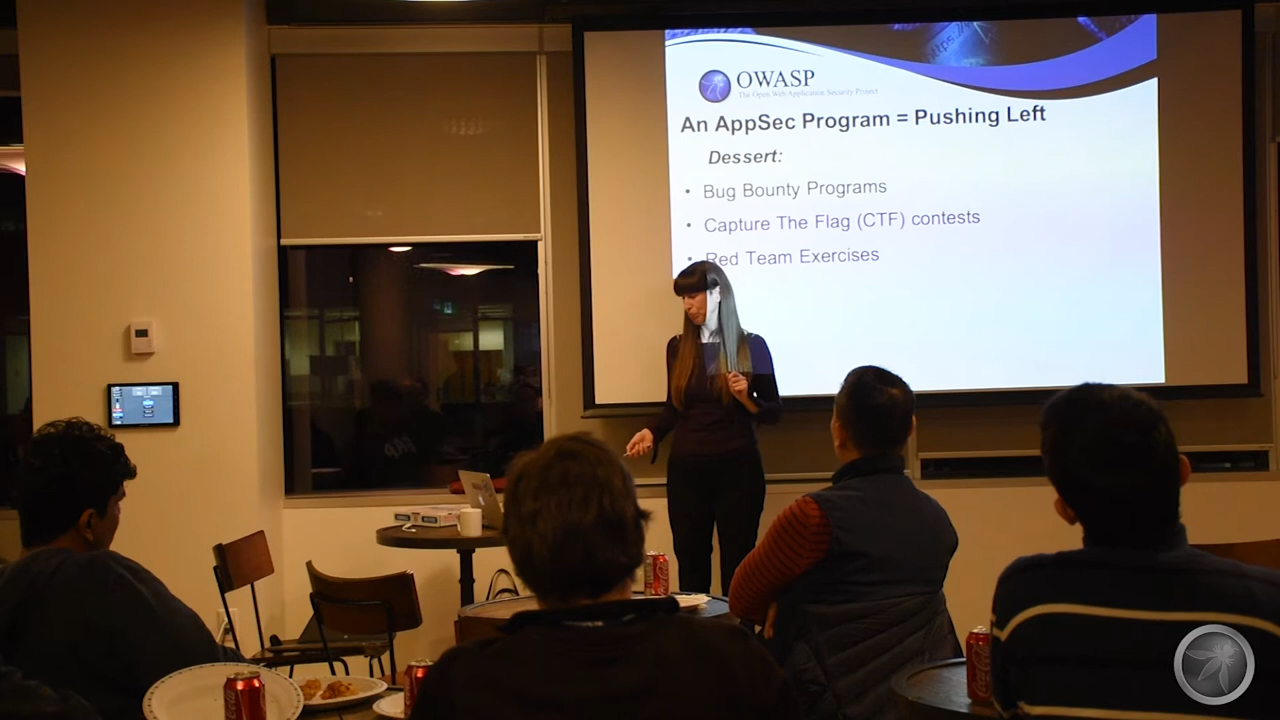 https://
OWASP
The Open Web Application Security Project
An AppSec Program = Pushing Left
Dessert:
• Bug Bounty Programs
• Capture The Flag (CTF) contests
• Red Team Exercises